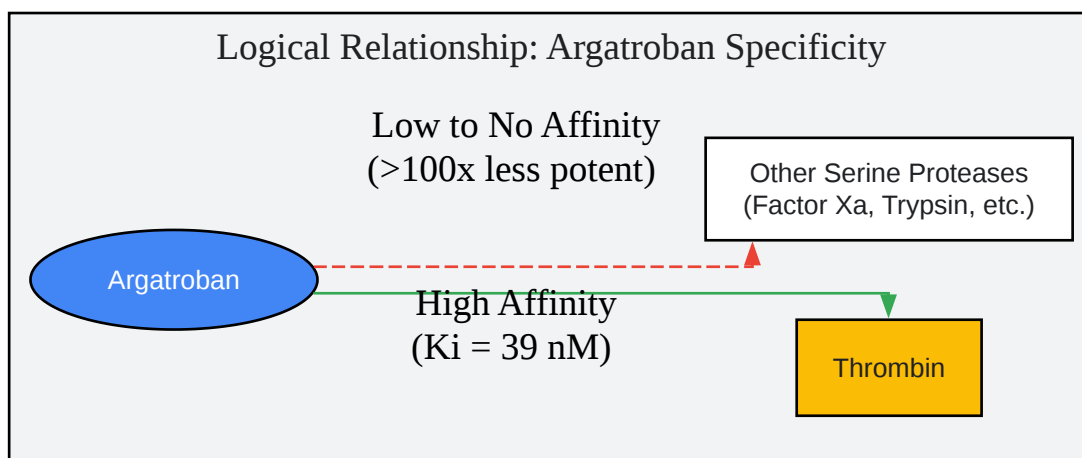 Logical Relationship: Argatroban Specificity
Low to No Affinity
(>100x less potent)
Other Serine Proteases
(Factor Xa, Trypsin, etc.)
Argatroban
High Affinity
(Ki = 39 nM)
Thrombin